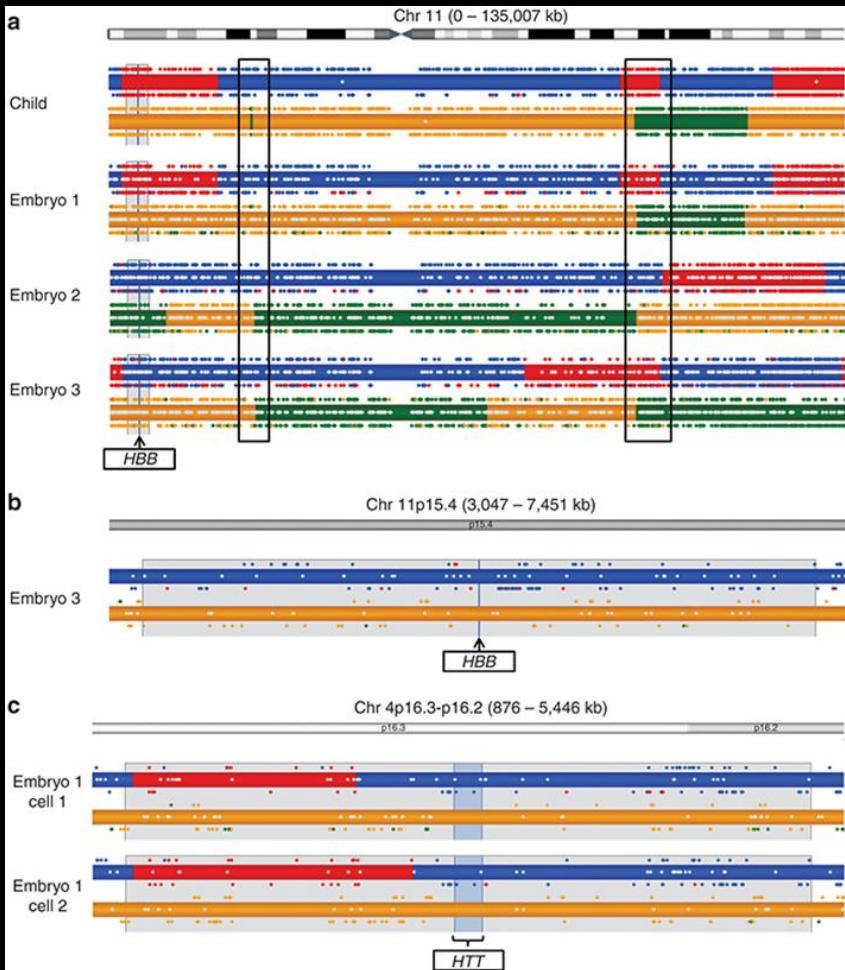 a
Chr 11 (0 – 135,007 kb)
Child
Embryo 1
Embryo 2
Embryo 3
HBB
b
Chr 11p15.4 (3,047 – 7,451 kb)
p15.4
Embryo 3
HBB
c
Chr 4p16.3-p16.2 (876 – 5,446 kb)
p16.3
p16.2
Embryo 1
cell 1
Embryo 1
cell 2
HTT